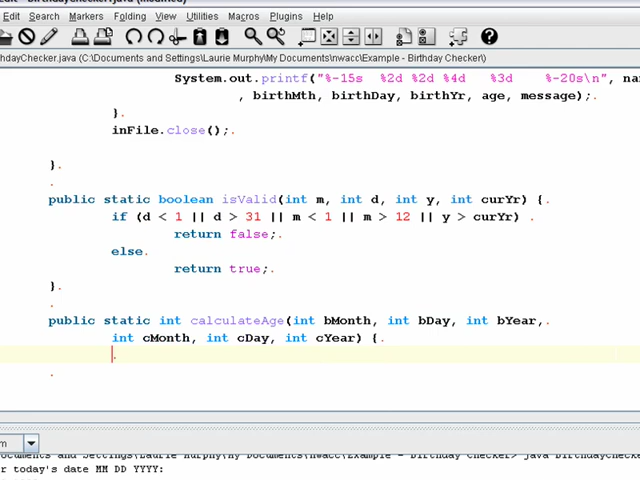 Edit Search Markers Folding View Utilities Macros Plugins Help
hdayChecker.java (C:\Documents and Settings\Laurie Murphy\My Documents\nwacc\Example - Birthday Checker\)
System.out.printf("%-15s %2d %2d %4d %3d %-20s\n", nam
, birthMth, birthDay, birthYr, age, message);.
}.
inFile.close();.
}.
.
public static boolean isValid(int m, int d, int y, int curYr) {.
if (d < 1 || d > 31 || m < 1 || m > 12 || y > curYr) .
return false;.
else.
return true;.
}.
.
public static int calculateAge(int bMonth, int bDay, int bYear,.
int cMonth, int cDay, int cYear) {.
.
.
m
cuments and Settings\Laurie Murphy\My Documents\nwacc\Example - Birthday Checker> java BirthdayChecke
r today's date MM DD YYYY: